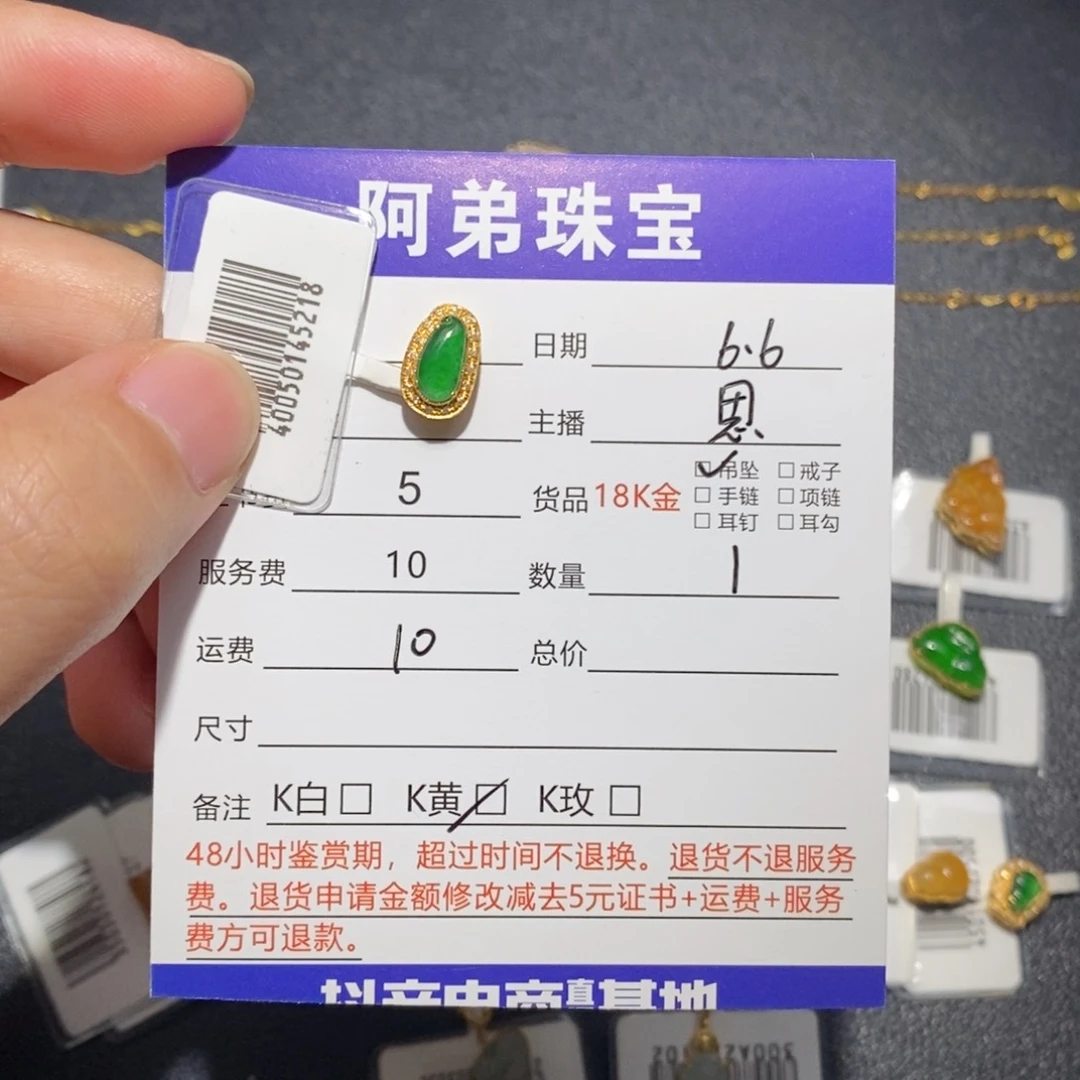 阿弟珠宝
40050145218
日期 6.6
主播 恩
5 货品 18K金 吊坠 戒子
手链 项链
耳钉 耳勾
服务费 10 数量 1
运费 10 总价
尺寸
备注 K白 K黄 K玫
48小时鉴赏期，超过时间不退换。退货不退服务
费。退货申请金额修改减去5元证书+运费+服务
费方可退款。